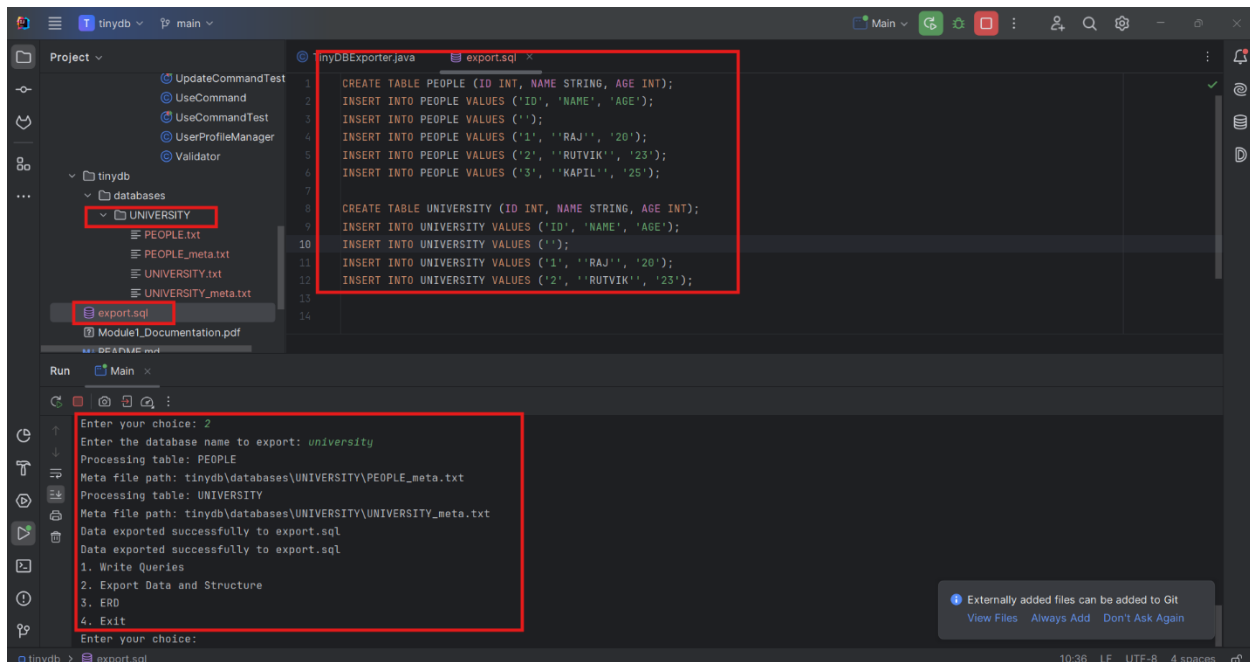 T tinydb main Main
Project
UpdateCommandTest
UseCommand
UseCommandTest
UserProfileManager
Validator
tinydb
databases
UNIVERSITY
PEOPLE.txt
PEOPLE_meta.txt
UNIVERSITY.txt
UNIVERSITY_meta.txt
export.sql
Module1_Documentation.pdf
README.md
TinyDBExporter.java export.sql
1 CREATE TABLE PEOPLE (ID INT, NAME STRING, AGE INT);
2 INSERT INTO PEOPLE VALUES ('ID', 'NAME', 'AGE');
3 INSERT INTO PEOPLE VALUES ('');
4 INSERT INTO PEOPLE VALUES ('1', ''RAJ'', '20');
5 INSERT INTO PEOPLE VALUES ('2', ''RUTVIK'', '23');
6 INSERT INTO PEOPLE VALUES ('3', ''KAPIL'', '25');
7
8 CREATE TABLE UNIVERSITY (ID INT, NAME STRING, AGE INT);
9 INSERT INTO UNIVERSITY VALUES ('ID', 'NAME', 'AGE');
10 INSERT INTO UNIVERSITY VALUES ('');
11 INSERT INTO UNIVERSITY VALUES ('1', ''RAJ'', '20');
12 INSERT INTO UNIVERSITY VALUES ('2', ''RUTVIK'', '23');
13
14
Run Main
Enter your choice: 2
Enter the database name to export: university
Processing table: PEOPLE
Meta file path: tinydb\databases\UNIVERSITY\PEOPLE_meta.txt
Processing table: UNIVERSITY
Meta file path: tinydb\databases\UNIVERSITY\UNIVERSITY_meta.txt
Data exported successfully to export.sql
Data exported successfully to export.sql
1. Write Queries
2. Export Data and Structure
3. ERD
4. Exit
Enter your choice:
Externally added files can be added to Git
View Files Always Add Don't Ask Again
tinydb > export.sql 10:36 LF UTF-8 4 spaces